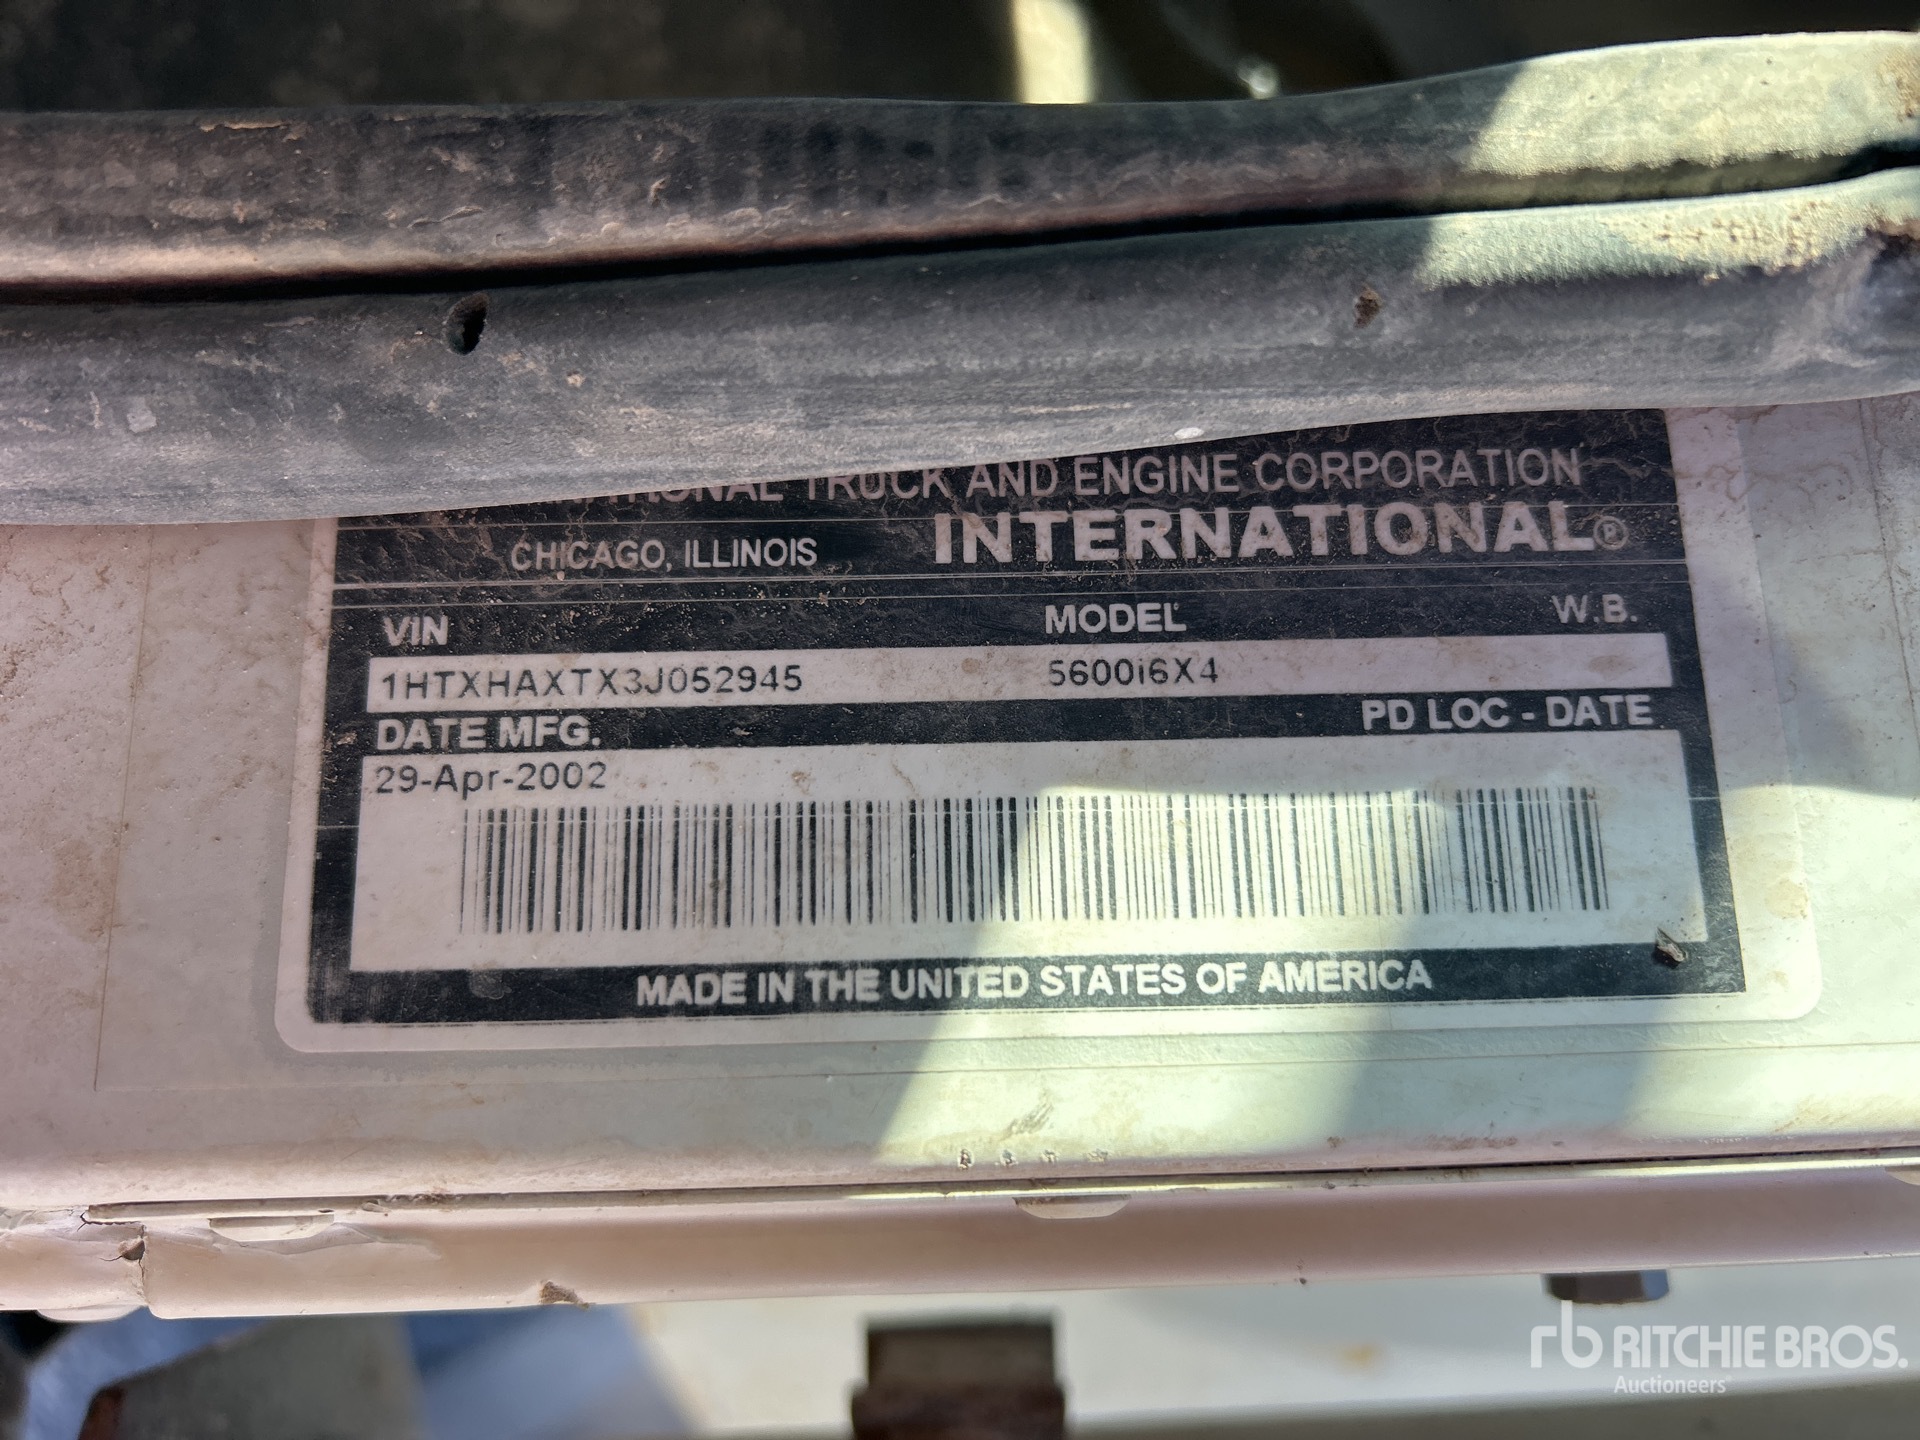 TRUCK AND ENGINE CORPORATION
CHICAGO, ILLINOIS INTERNATIONAL®
VIN MODEL W.B.
1HTXHAXTX3J052945 5600i6X4
DATE MFG. PD LOC - DATE
29-Apr-2002
MADE IN THE UNITED STATES OF AMERICA
rb RITCHIE BROS.
Auctioneers